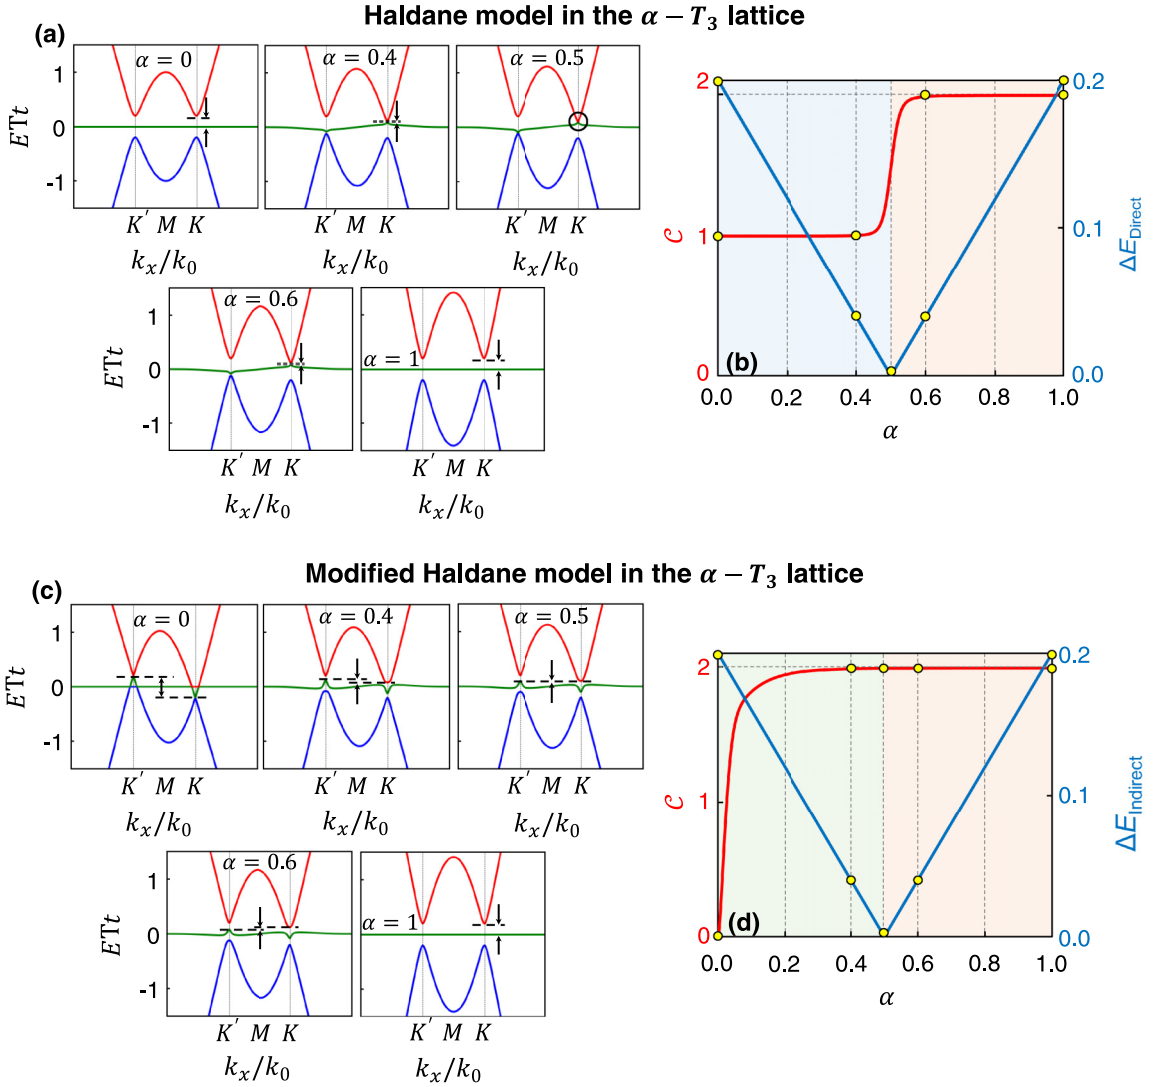 Haldane model in the α − T₃ lattice
(a)
α = 0
α = 0.4
α = 0.5
1
0
-1
ETt
K′ M K
K′ M K
K′ M K
kₓ/k₀
kₓ/k₀
kₓ/k₀
α = 0.6
α = 1
1
0
-1
ETt
K′ M K
K′ M K
kₓ/k₀
kₓ/k₀
2
1
0
C
0.2
0.1
0.0
ΔE_Direct
(b)
0.0 0.2 0.4 0.6 0.8 1.0
α
Modified Haldane model in the α − T₃ lattice
(c)
α = 0
α = 0.4
α = 0.5
1
0
-1
ETt
K′ M K
K′ M K
K′ M K
kₓ/k₀
kₓ/k₀
kₓ/k₀
α = 0.6
α = 1
1
0
-1
ETt
K′ M K
K′ M K
kₓ/k₀
kₓ/k₀
2
1
0
C
0.2
0.1
0.0
ΔE_Indirect
(d)
0.0 0.2 0.4 0.6 0.8 1.0
α